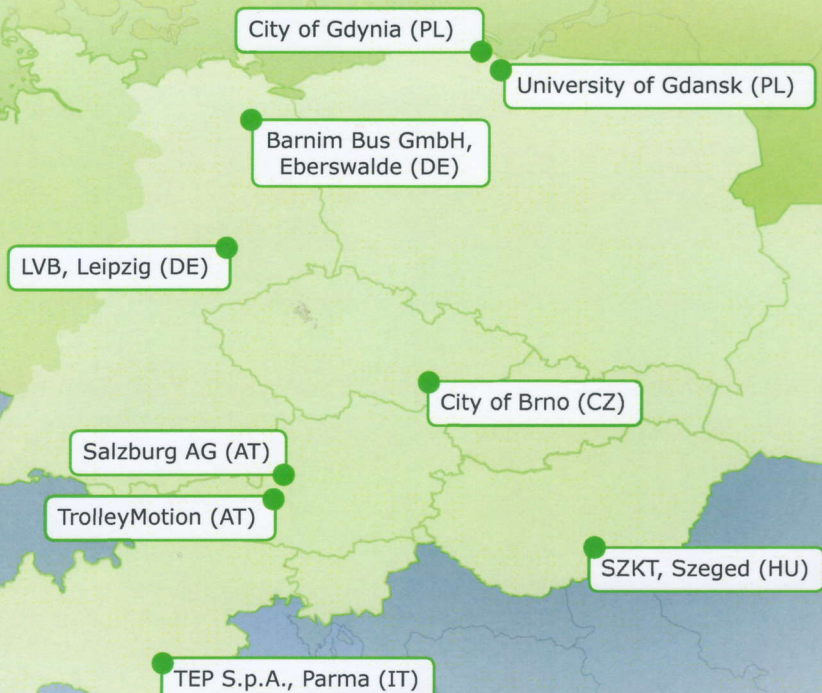 City of Gdynia (PL)
University of Gdansk (PL)
Barnim Bus GmbH,
Eberswalde (DE)
LVB, Leipzig (DE)
City of Brno (CZ)
Salzburg AG (AT)
TrolleyMotion (AT)
SZKT, Szeged (HU)
TEP S.p.A., Parma (IT)